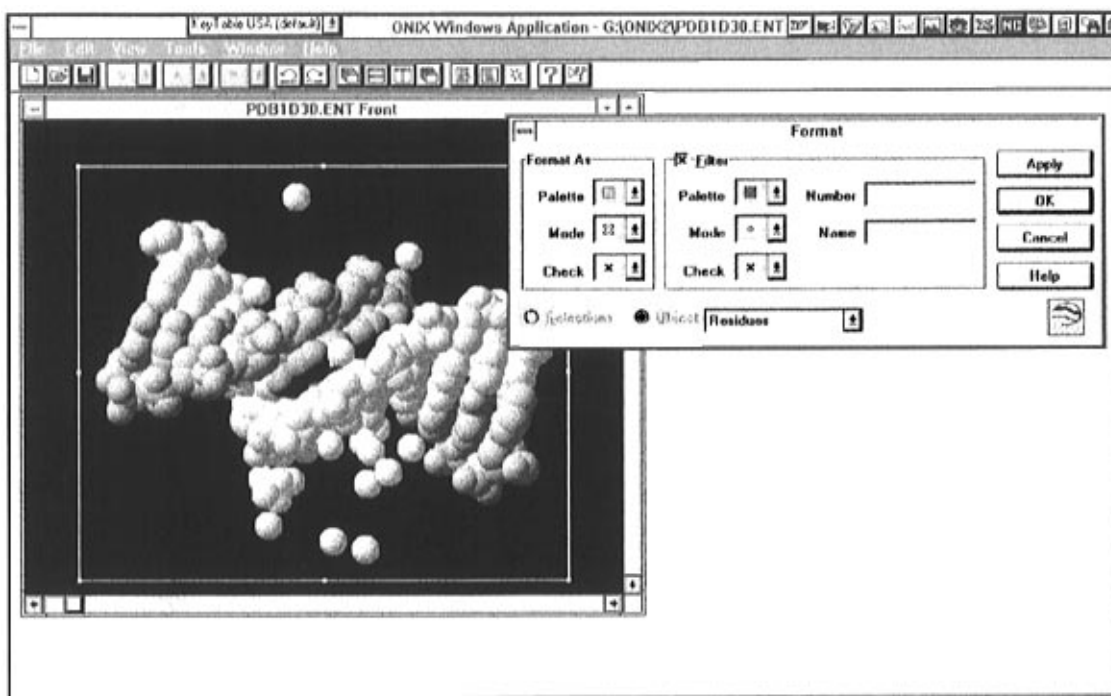 KeyTable USA (default)
ONIX Windows Application - G:\ONIX2\PDB1D30.ENT
File Edit View Tools Window Help
PDB1D30.ENT Front
Format
Format As
Filter
Apply
Palette
Palette
Number
OK
Mode
Mode
Name
Cancel
Check
Check
Help
Selections
Object
Residues